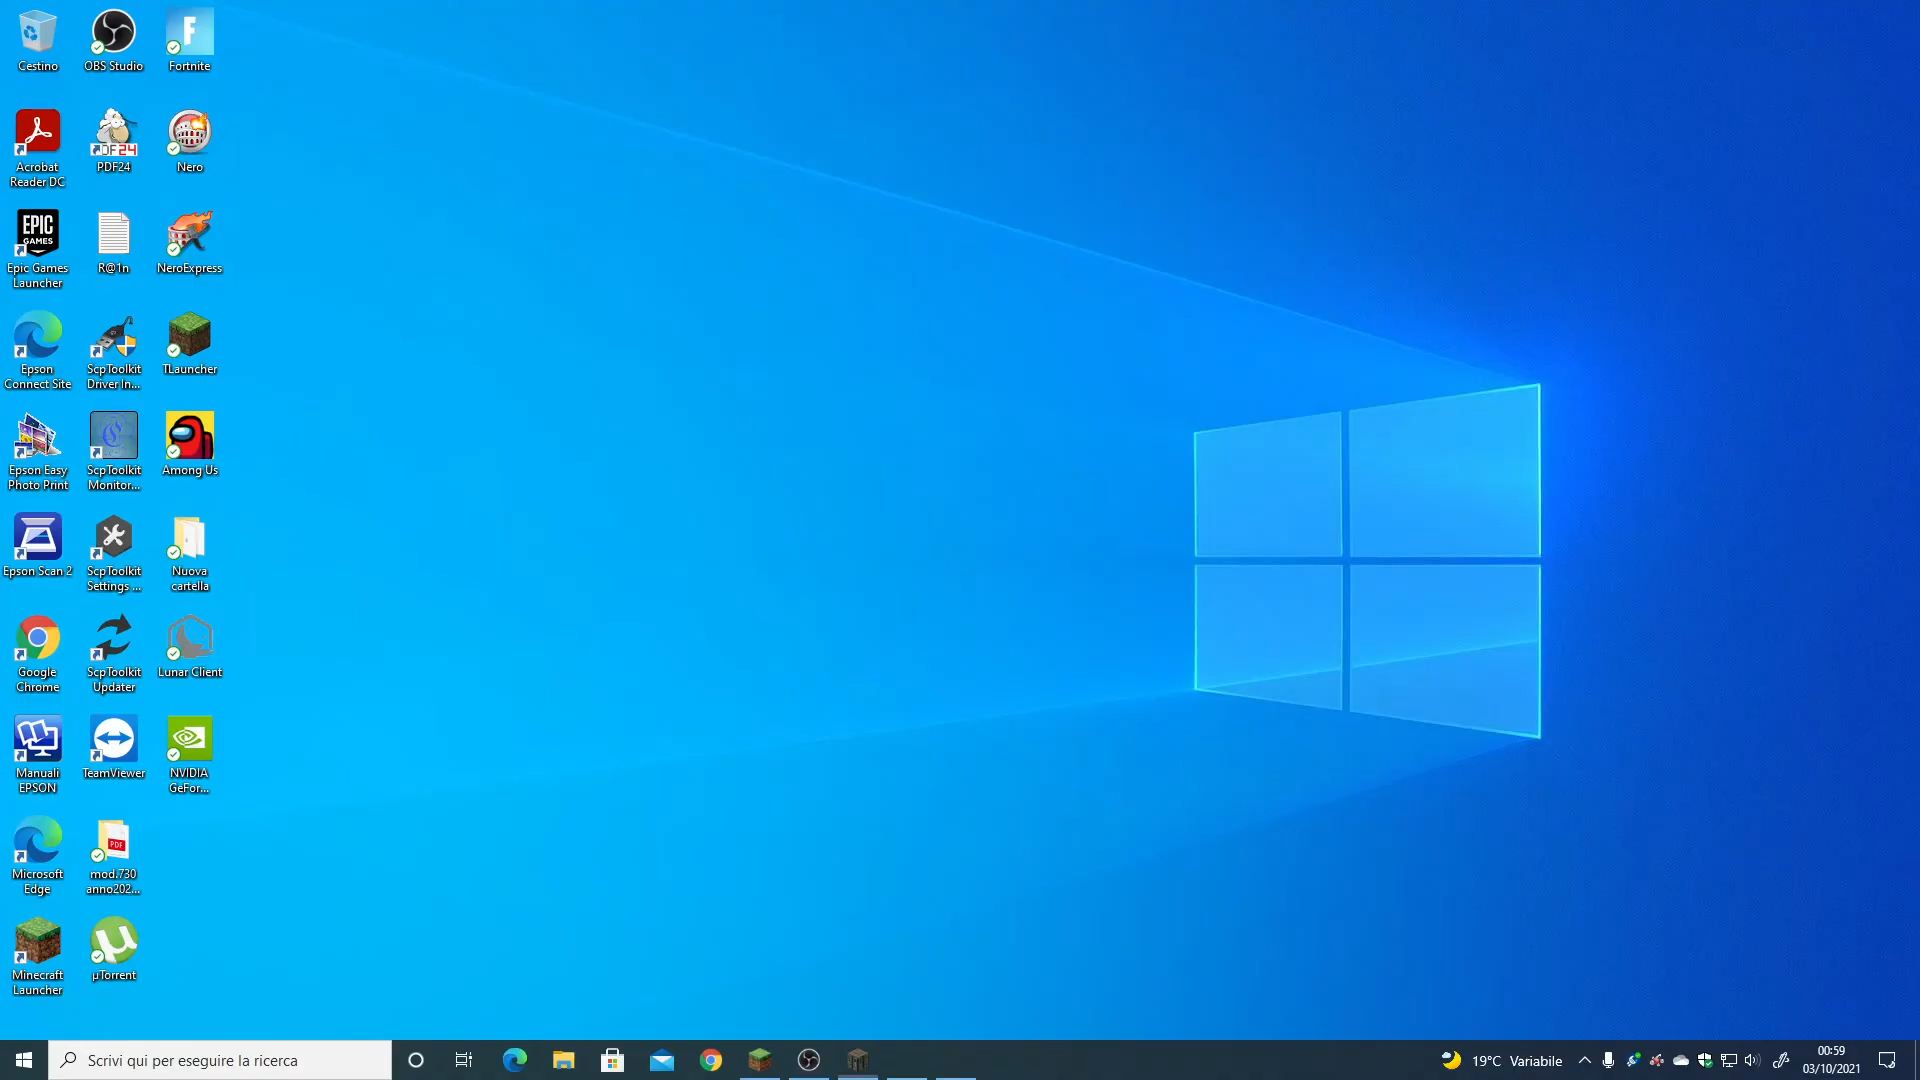 Cestino
OBS Studio
Fortnite
Acrobat
Reader DC
PDF24
Nero
EPIC
GAMES
Epic Games
Launcher
R@1n
NeroExpress
Epson
Connect Site
ScpToolkit
Driver In...
TLauncher
Epson Easy
Photo Print
ScpToolkit
Monitor...
Among Us
Epson Scan 2
ScpToolkit
Settings ...
Nuova
cartella
Google
Chrome
ScpToolkit
Updater
Lunar Client
Manuali
EPSON
TeamViewer
NVIDIA
GeFor...
Microsoft
Edge
PDF
mod.730
anno202...
Minecraft
Launcher
µTorrent
Scrivi qui per eseguire la ricerca
19°C Variabile
00:59
03/10/2021